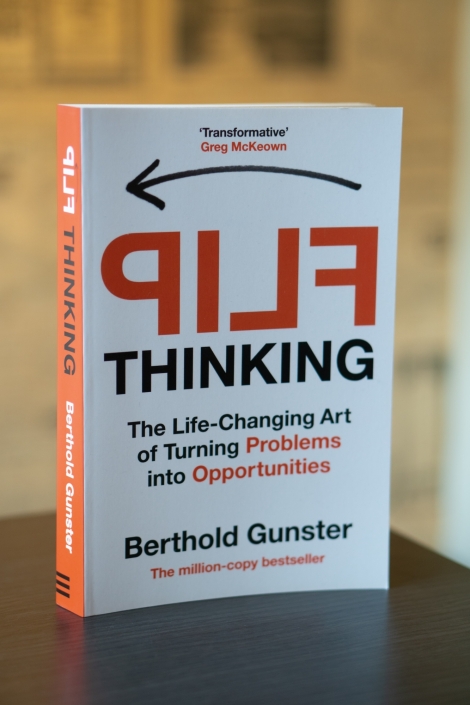 'Transformative'
Greg McKeown
FLIP
THINKING
The Life-Changing Art
of Turning Problems
into Opportunities
Berthold Gunster
The million-copy bestseller
FLIP THINKING Berthold Gunster